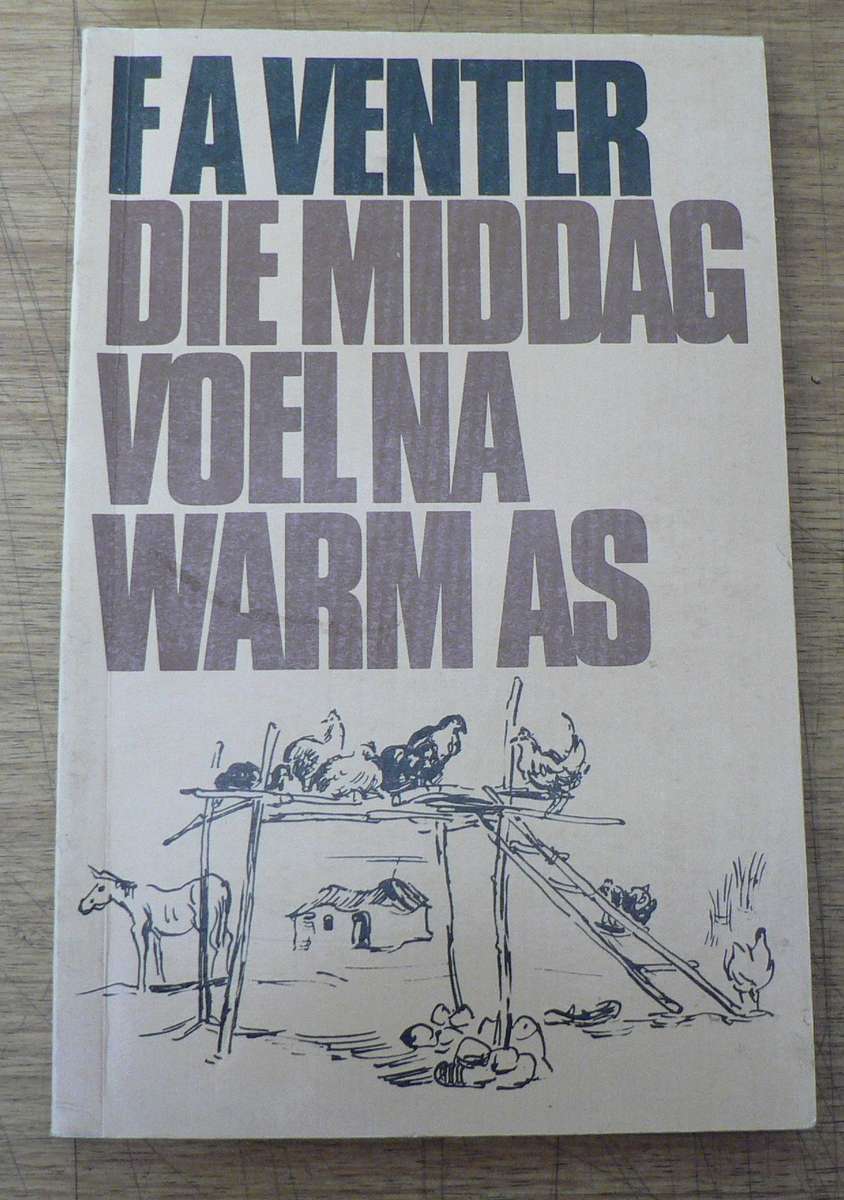 F A VENTER
DIE MIDDAG
VOEL NA
WARM AS